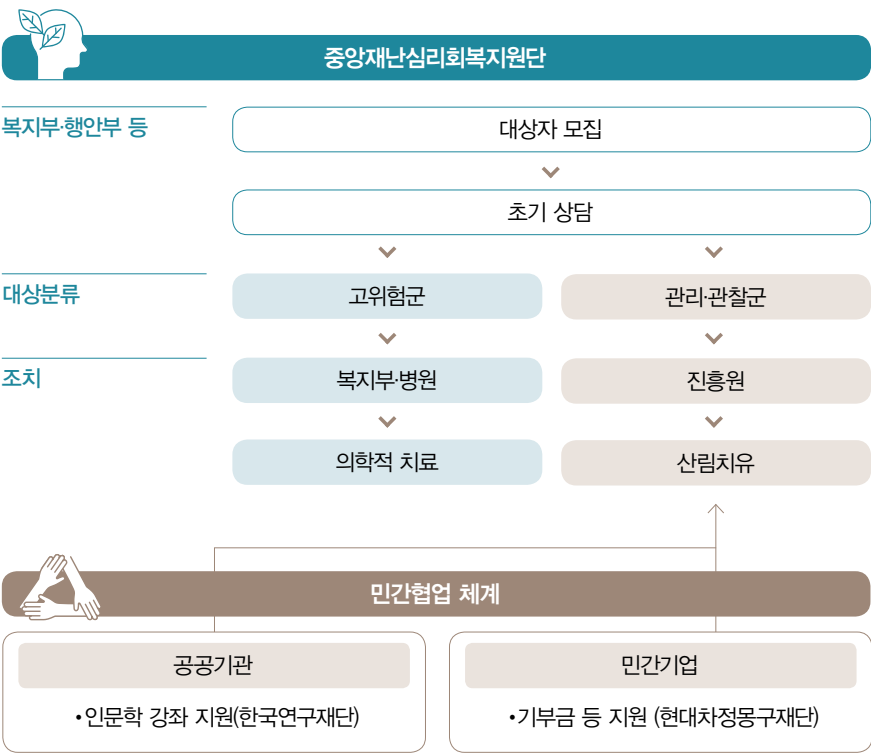 중앙재난심리회복지원단
복지부·행안부 등
대상자 모집
초기 상담
대상분류
고위험군
관리·관찰군
조치
복지부·병원
진흥원
의학적 치료
산림치유
민간협업 체계
공공기관
민간기업
•인문학 강좌 지원(한국연구재단)
•기부금 등 지원 (현대차정몽구재단)